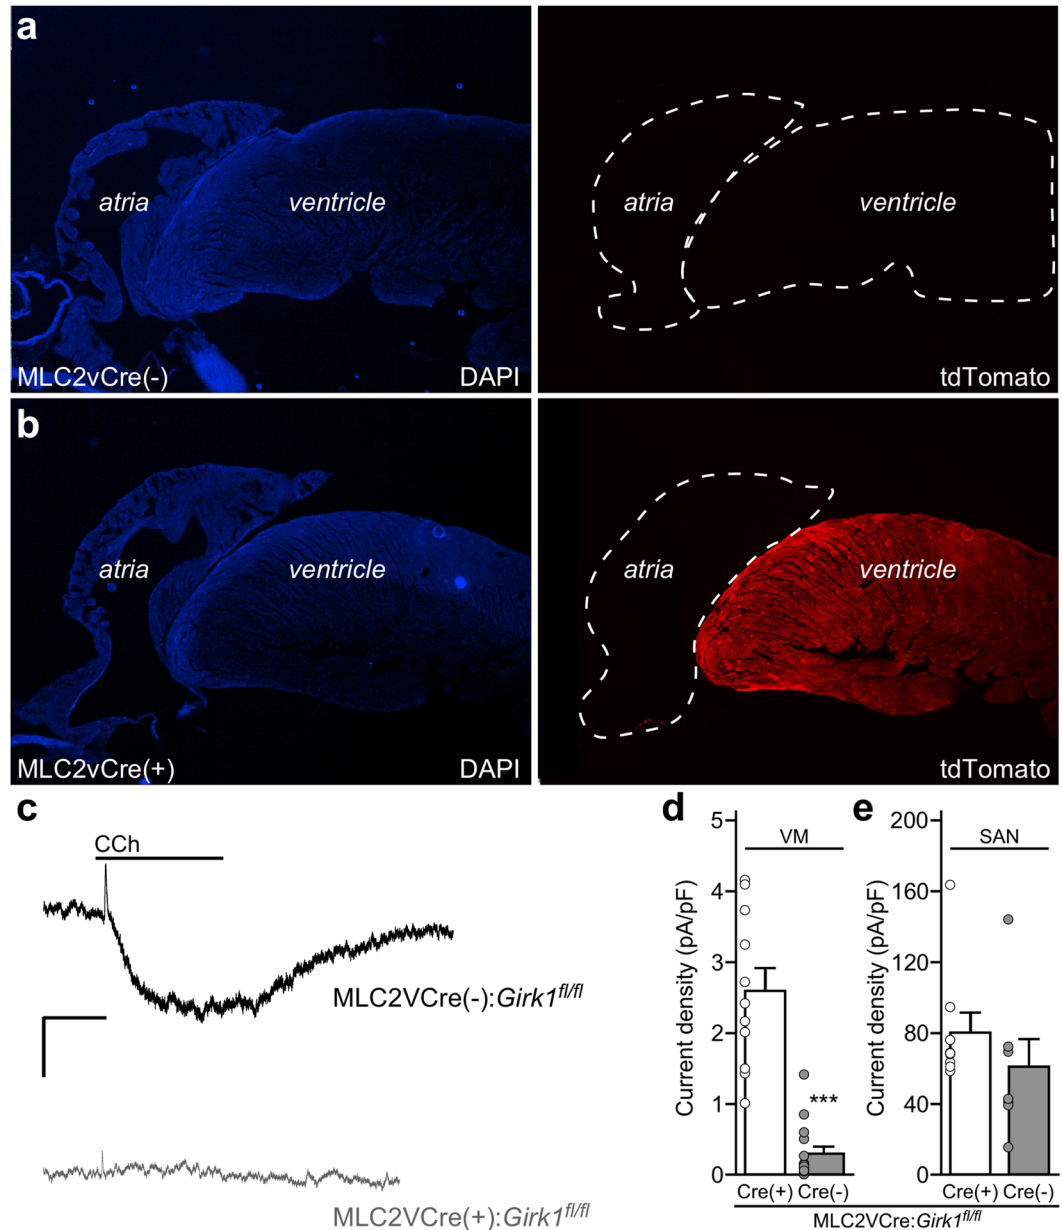 a
atria ventricle
MLC2vCre(-) DAPI
atria ventricle
tdTomato
b
atria ventricle
MLC2vCre(+) DAPI
atria ventricle
tdTomato
c
CCh
MLC2VCre(-):Girk1fl/fl
MLC2VCre(+):Girk1fl/fl
d
VM
Current density (pA/pF)
5
4
3
2
1
0
***
Cre(+) Cre(-)
e
SAN
Current density (pA/pF)
200
160
120
80
40
0
Cre(+) Cre(-)
MLC2VCre:Girk1fl/fl